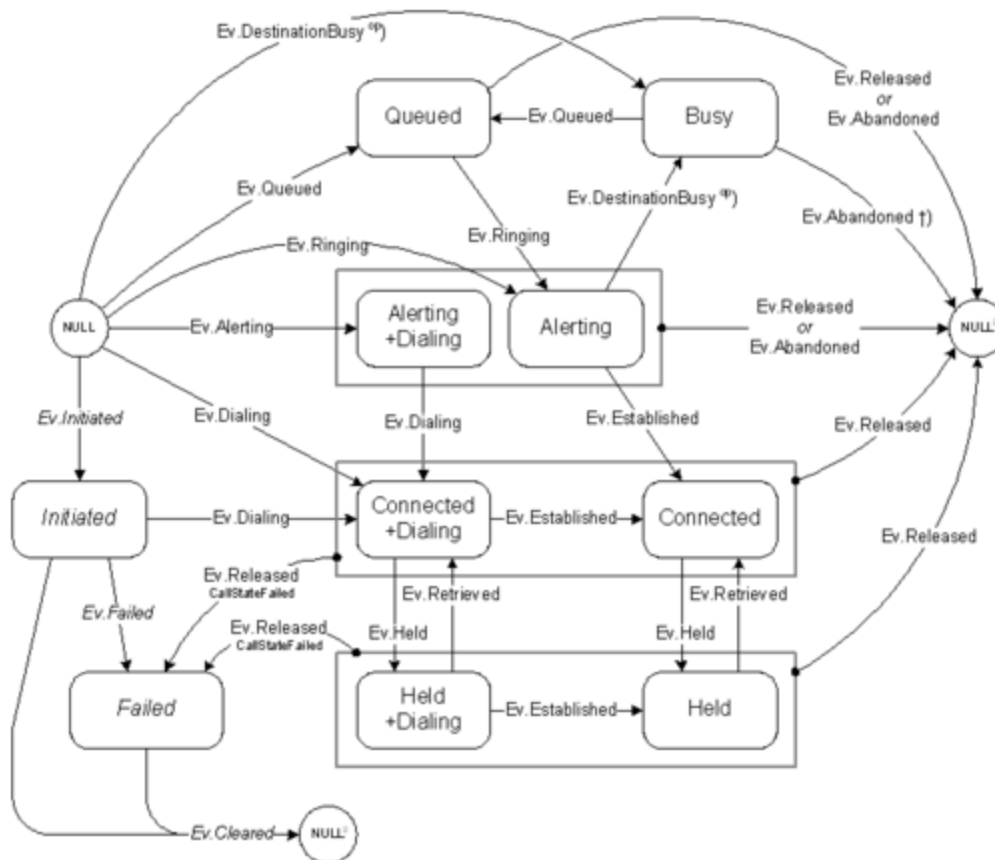 Ev.DestinationBusy op)
Ev.Released
or
Ev.Abandoned
Queued
Ev.Queued
Busy
Ev.Queued
Ev.DestinationBusy op)
Ev.Abandoned †)
Ev.Ringing
Ev.Ringing
NULL
Ev.Alerting
Alerting
+Dialing
Alerting
Ev.Released
or
Ev.Abandoned
NULL
Ev.Initiated
Ev.Dialing
Ev.Dialing
Ev.Established
Ev.Released
Initiated
Ev.Dialing
Connected
+Dialing
Ev.Established
Connected
Ev.Released
Ev.Released
CallStateFailed
Ev.Retrieved
Ev.Retrieved
Ev.Failed
Ev.Released
CallStateFailed
Ev.Held
Ev.Held
Failed
Held
+Dialing
Ev.Established
Held
Ev.Cleared
NULL